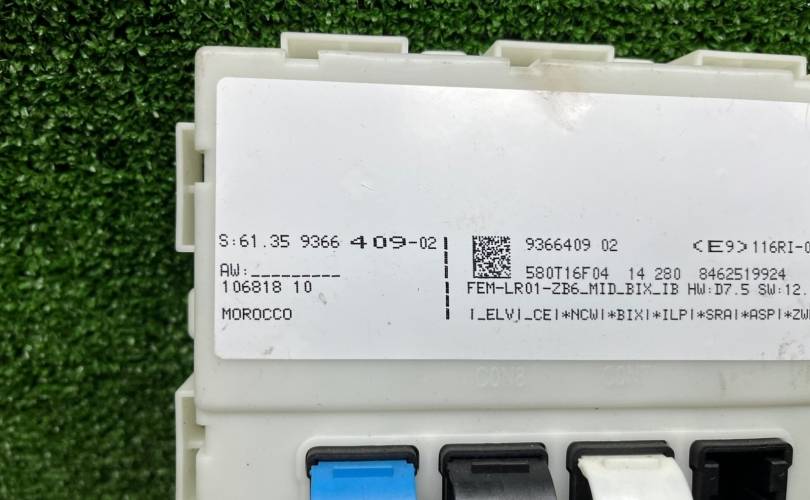 S:61.35 9366 409-02
AW:_________
106818 10
MOROCCO
9366409 02 <E9>116RI-0
580T16F04 14 280 8462519924
FEM-LR01-ZB6_MID_BIX_IB HW:D7.5 SW:12.
|_ELV|_CE|*NCW|*BIX|*ILP|*SRA|*ASP|*ZW
CON8